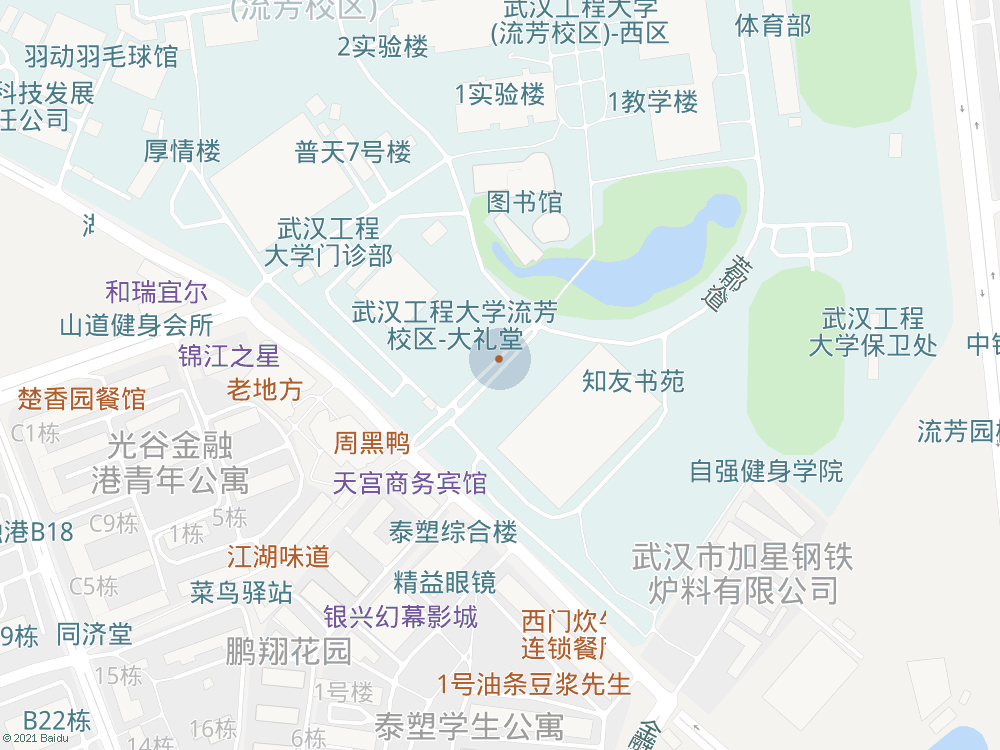 (流芳校区)
武汉工程大学
(流芳校区)-西区
体育部
2实验楼
羽动羽毛球馆
科技发展
任公司
1实验楼
1教学楼
厚情楼
普天7号楼
图书馆
武汉工程
大学门诊部
和瑞宜尔
山道健身会所
武汉工程大学流芳
校区-大礼堂
武汉工程
大学保卫处
锦江之星
老地方
楚香园餐馆
知友书苑
C1栋
光谷金融
港青年公寓
周黑鸭
流芳园
天宫商务宾馆
自强健身学院
C9栋
5栋
1栋
港B18
泰塑综合楼
江湖味道
武汉市加星钢铁
炉料有限公司
C5栋
菜鸟驿站
精益眼镜
银兴幻幕影城
西门炊
连锁餐厅
9栋
同济堂
鹏翔花园
15栋
1号楼
1号油条豆浆先生
B22栋
16栋
泰塑学生公寓
14栋
6栋
© 2021 Baidu